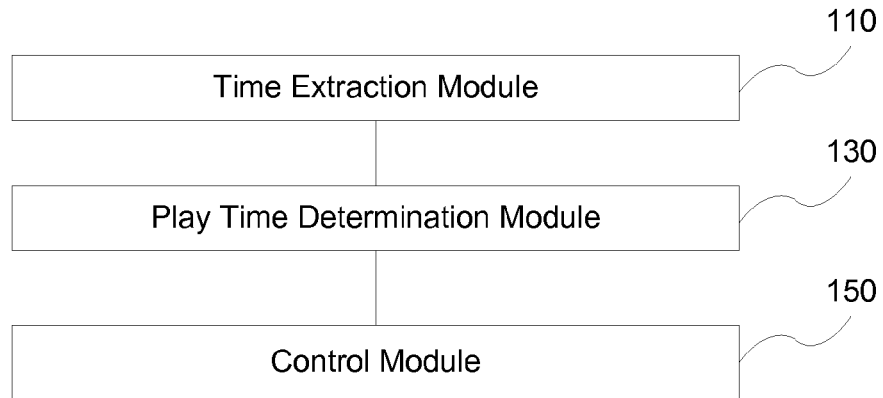 110
Time Extraction Module
130
Play Time Determination Module
150
Control Module